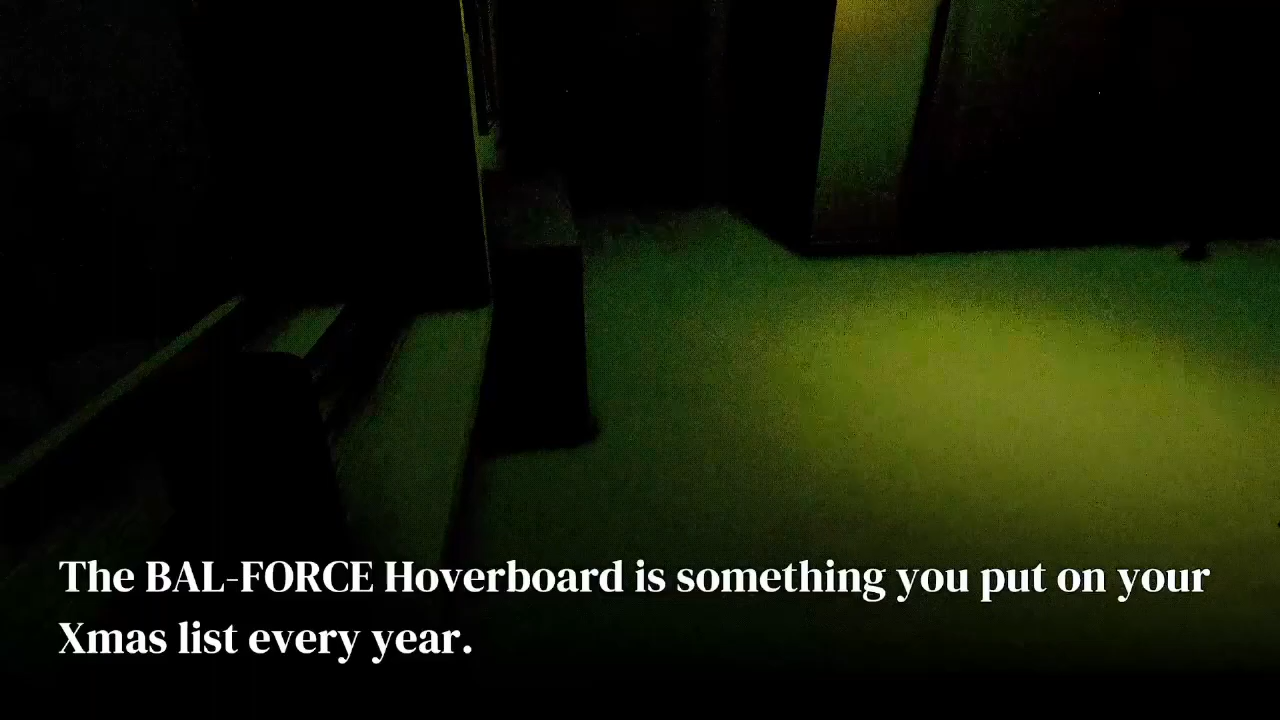 The BAL-FORCE Hoverboard is something you put on your
Xmas list every year.